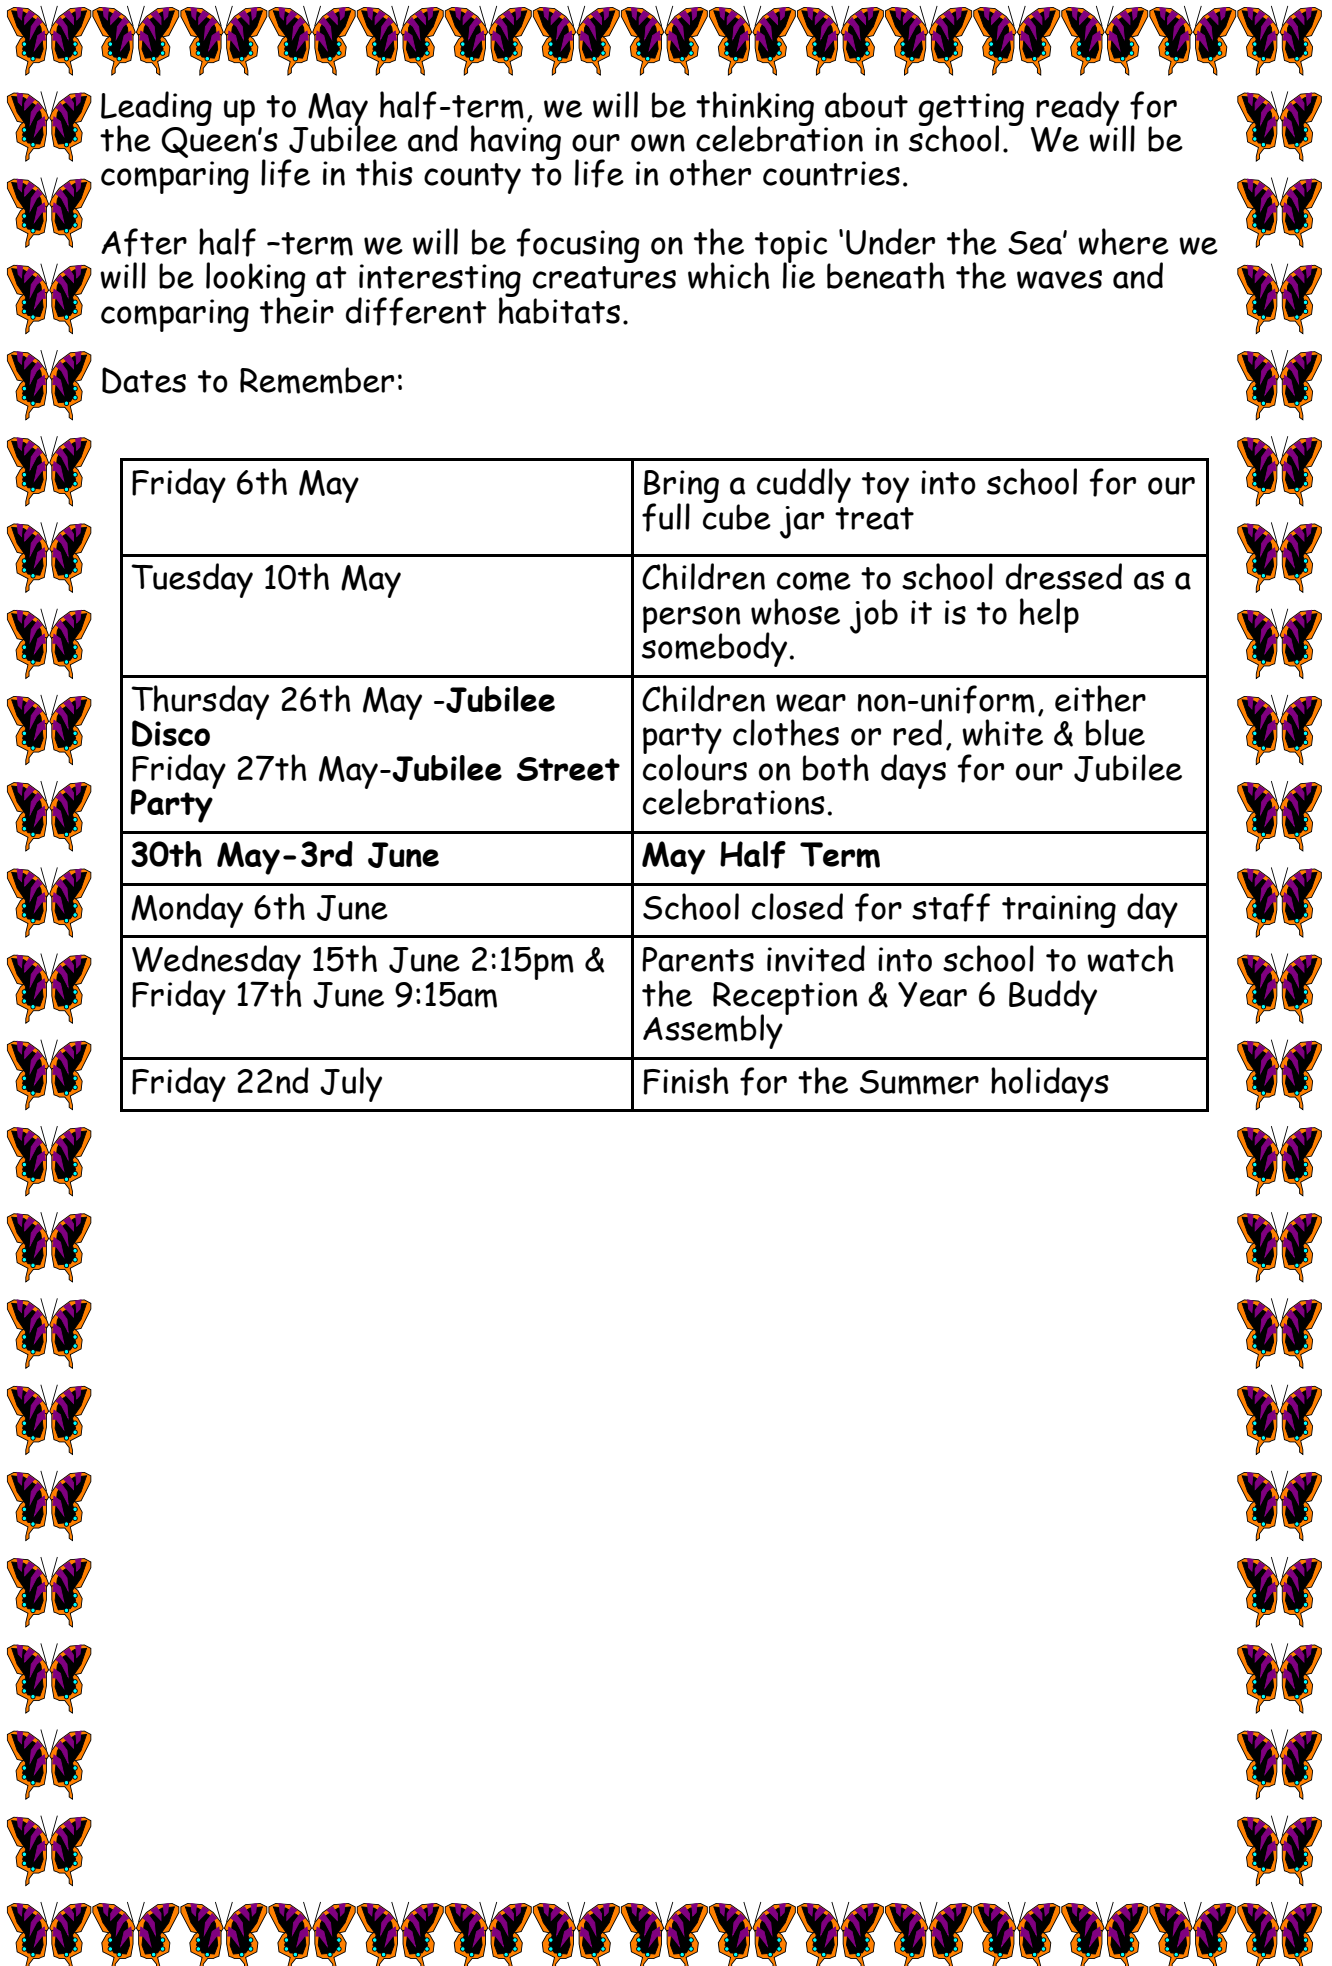 Leading up to May half-term, we will be thinking about getting ready for
the Queen’s Jubilee and having our own celebration in school.  We will be
comparing life in this county to life in other countries.
After half –term we will be focusing on the topic ‘Under the Sea’ where we
will be looking at interesting creatures which lie beneath the waves and
comparing their different habitats.
Dates to Remember:
Friday 6th May
Bring a cuddly toy into school for our
full cube jar treat
Tuesday 10th May
Children come to school dressed as a
person whose job it is to help
somebody.
Thursday 26th May -Jubilee
Disco
Friday 27th May-Jubilee Street
Party
Children wear non-uniform, either
party clothes or red, white & blue
colours on both days for our Jubilee
celebrations.
30th May-3rd June
May Half Term
Monday 6th June
School closed for staff training day
Wednesday 15th June 2:15pm &
Friday 17th June 9:15am
Parents invited into school to watch
the  Reception & Year 6 Buddy
Assembly
Friday 22nd July
Finish for the Summer holidays